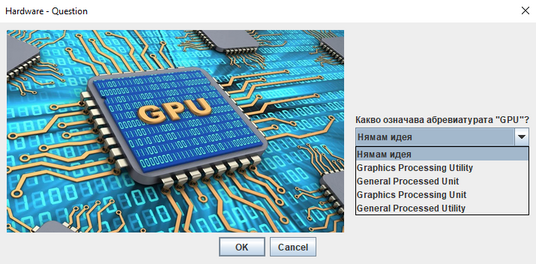 Hardware - Question
GPU
Какво означава абревиатурата "GPU"?
Нямам идея
Нямам идея
Graphics Processing Utility
General Processed Unit
Graphics Processing Unit
General Processed Utility
OK
Cancel